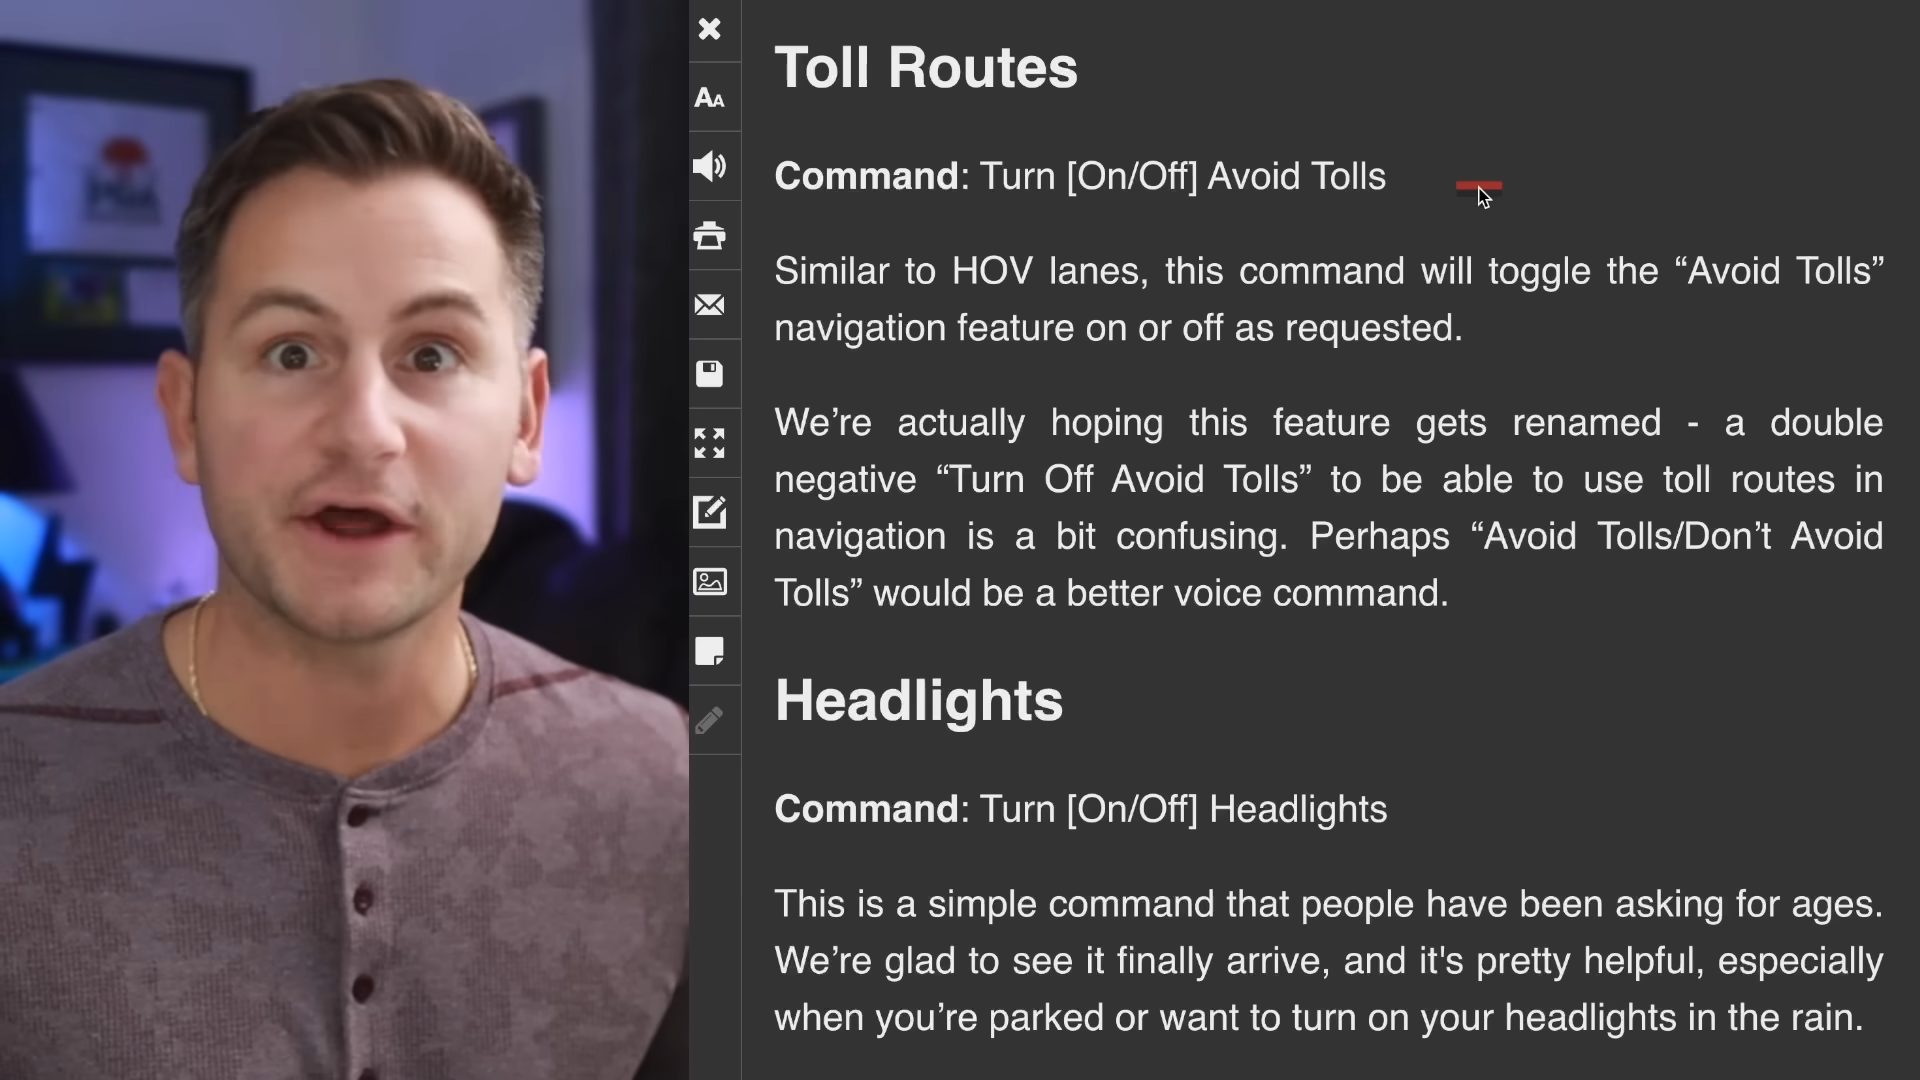 Toll Routes
Command: Turn [On/Off] Avoid Tolls
Similar to HOV lanes, this command will toggle the “Avoid Tolls”
navigation feature on or off as requested.
We’re actually hoping this feature gets renamed - a double
negative “Turn Off Avoid Tolls” to be able to use toll routes in
navigation is a bit confusing. Perhaps “Avoid Tolls/Don’t Avoid
Tolls” would be a better voice command.
Headlights
Command: Turn [On/Off] Headlights
This is a simple command that people have been asking for ages.
We’re glad to see it finally arrive, and it's pretty helpful, especially
when you’re parked or want to turn on your headlights in the rain.